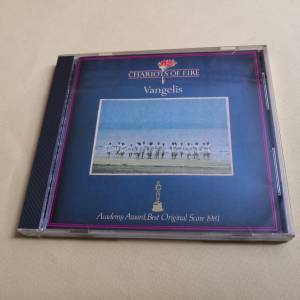 CHARIOTS OF FIRE
Vangelis
Academy Award, Best Original Score 1981